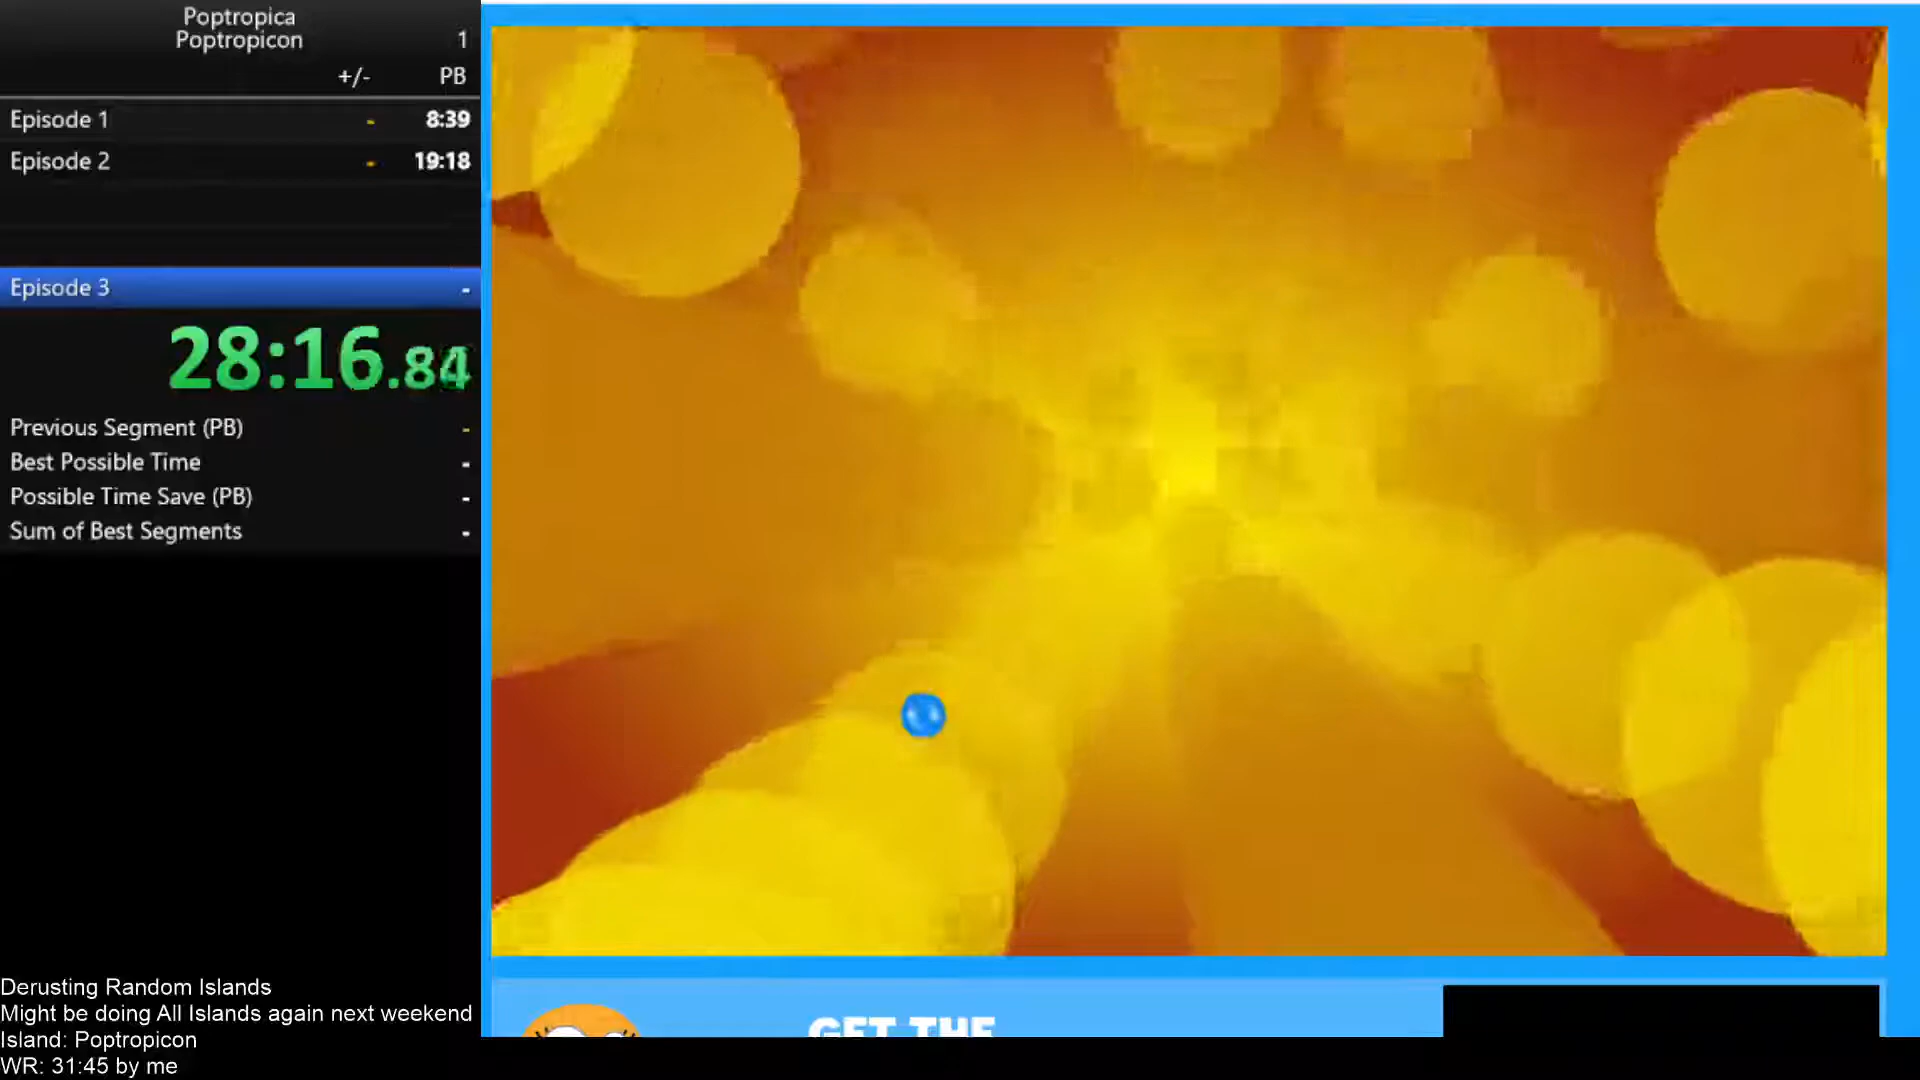 Poptropica
Poptropicon 1
+/- PB
Episode 1 - 8:39
Episode 2 - 19:18
Episode 3 -
28:16.84
Previous Segment (PB) -
Best Possible Time -
Possible Time Save (PB) -
Sum of Best Segments -
Derusting Random Islands
Might be doing All Islands again next weekend
Island: Poptropicon
WR: 31:45 by me
GET THE